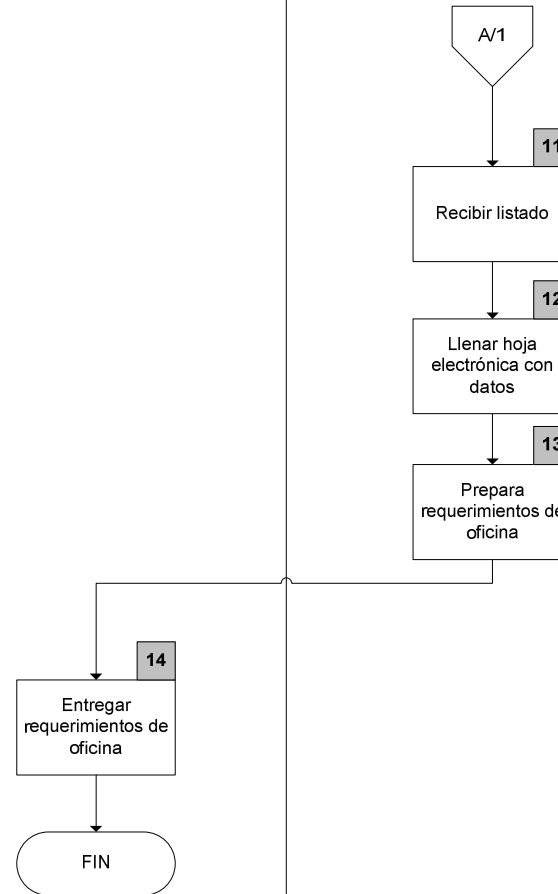 A/1
11
Recibir listado
12
Llenar hoja
electrónica con
datos
13
Prepara
requerimientos de
oficina
14
Entregar
requerimientos de
oficina
FIN